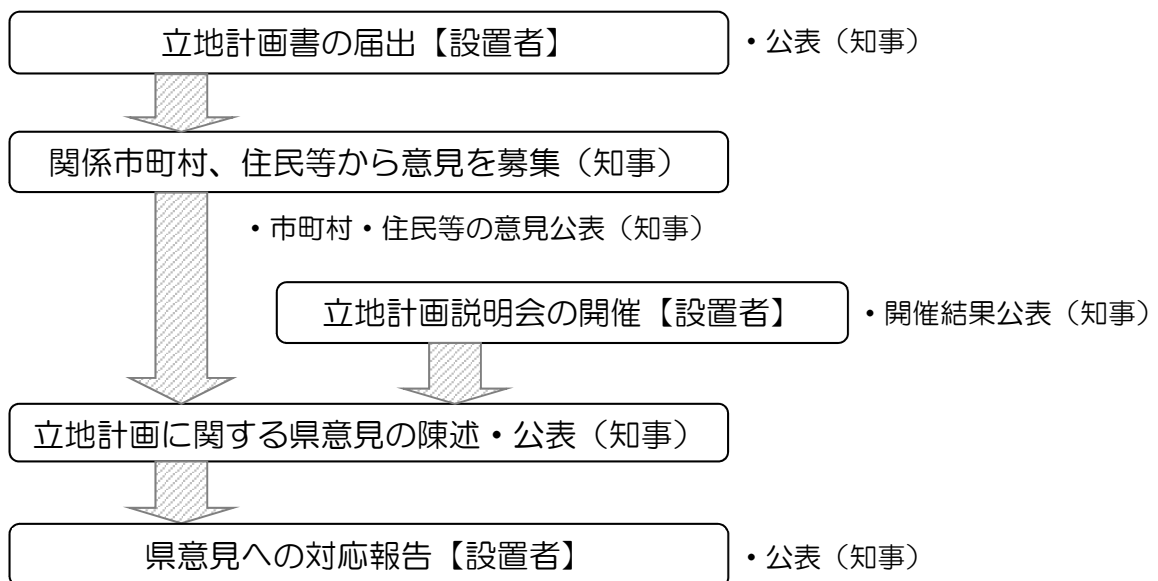 立地計画書の届出【設置者】
・公表（知事）
関係市町村、住民等から意見を募集（知事）
・市町村・住民等の意見公表（知事）
立地計画説明会の開催【設置者】
・開催結果公表（知事）
立地計画に関する県意見の陳述・公表（知事）
県意見への対応報告【設置者】
・公表（知事）